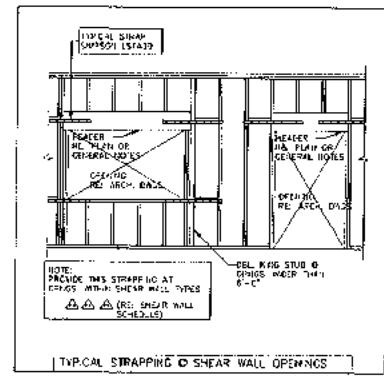 TYPICAL STRAP
SIMPSON LSTA30
HEADER
RE: PLAN OR
GENERAL NOTES
HEADER
RE: PLAN OR
GENERAL NOTES
OPENING
RE: ARCH. DWGS
OPENING
RE: ARCH. DWGS
DBL KING STUD @
OPNGS WIDER THAN
6'-0"
NOTE:
PROVIDE THIS STRAPPING AT
OPNGS WITHIN SHEAR WALL TYPES
(RE: SHEAR WALL
SCHEDULE)
TYPICAL STRAPPING @ SHEAR WALL OPENINGS